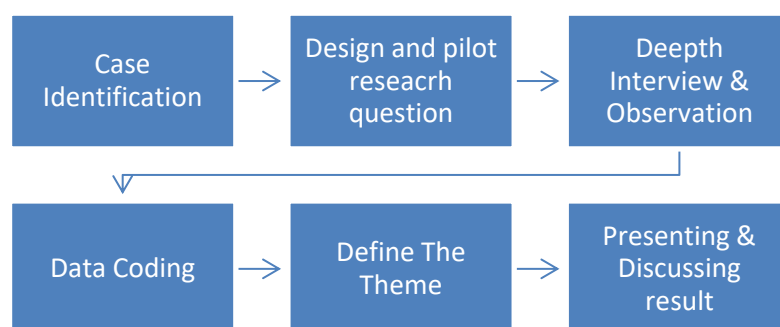 Case
Identification
Design and pilot
reseacrh
question
Deepth
Interview &
Observation
Data Coding
Define The
Theme
Presenting &
Discussing
result